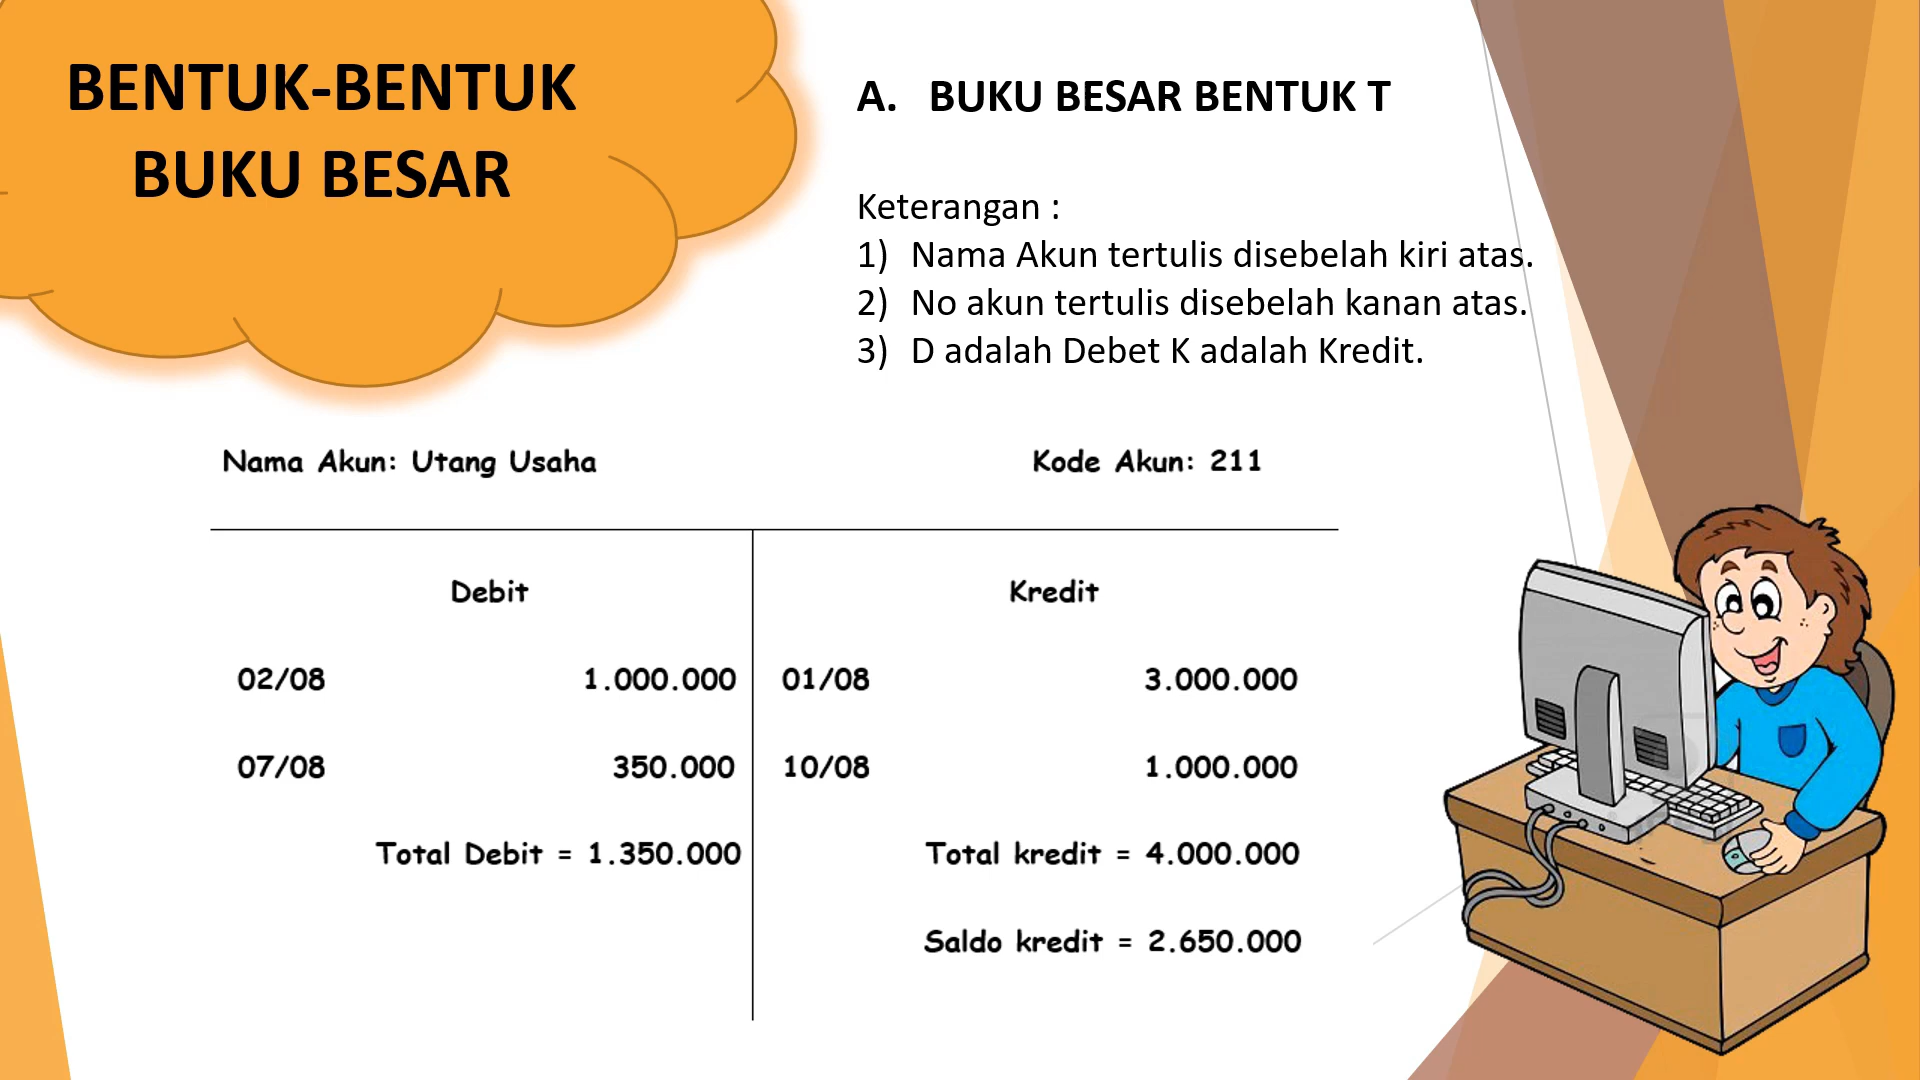 BENTUK-BENTUK
BUKU BESAR
A. BUKU BESAR BENTUK T
Keterangan :
1) Nama Akun tertulis disebelah kiri atas.
2) No akun tertulis disebelah kanan atas.
3) D adalah Debet K adalah Kredit.
Nama Akun: Utang Usaha Kode Akun: 211
Debit Kredit
02/08 1.000.000 01/08 3.000.000
07/08 350.000 10/08 1.000.000
Total Debit = 1.350.000 Total kredit = 4.000.000
Saldo kredit = 2.650.000